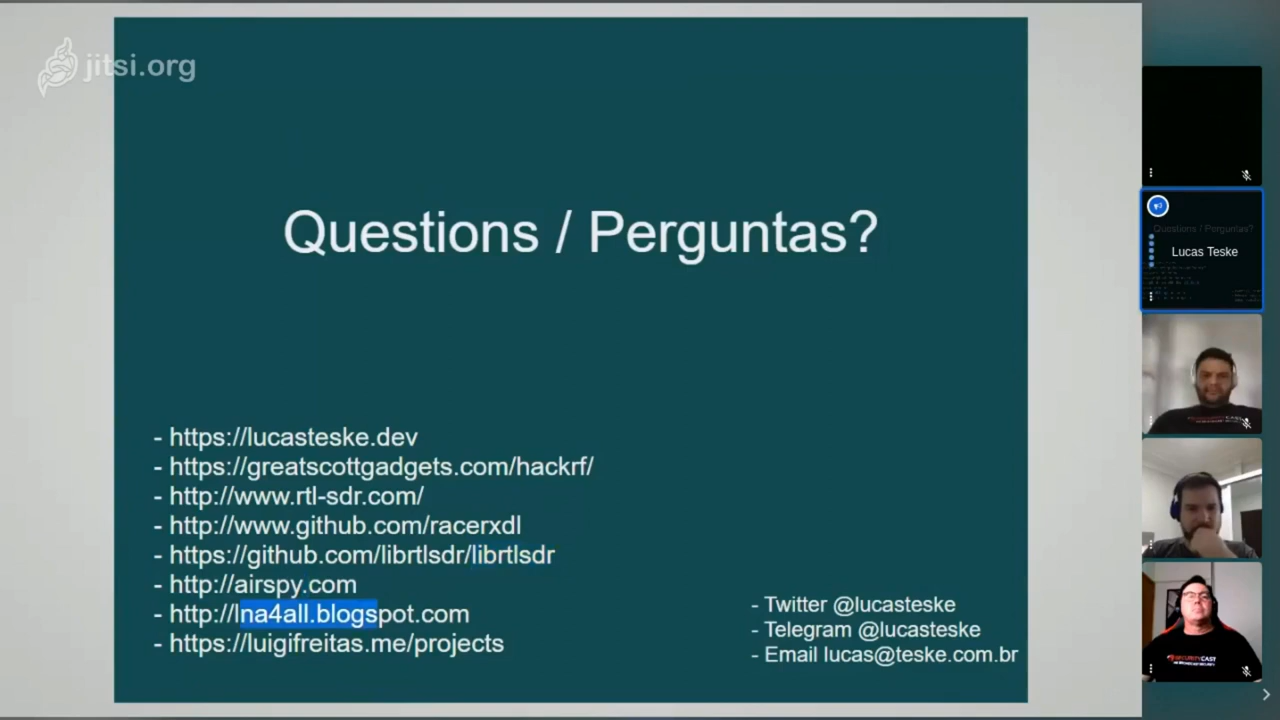 jitsi.org
Questions / Perguntas?
- https://lucasteske.dev
- https://greatscottgadgets.com/hackrf/
- http://www.rtl-sdr.com/
- http://www.github.com/racerxdl
- https://github.com/librtlsdr/librtlsdr
- http://airspy.com
- http://lna4all.blogspot.com
- https://luigifreitas.me/projects
- Twitter @lucasteske
- Telegram @lucasteske
- Email lucas@teske.com.br
Questions / Perguntas?
Lucas Teske
SECURITYCAST